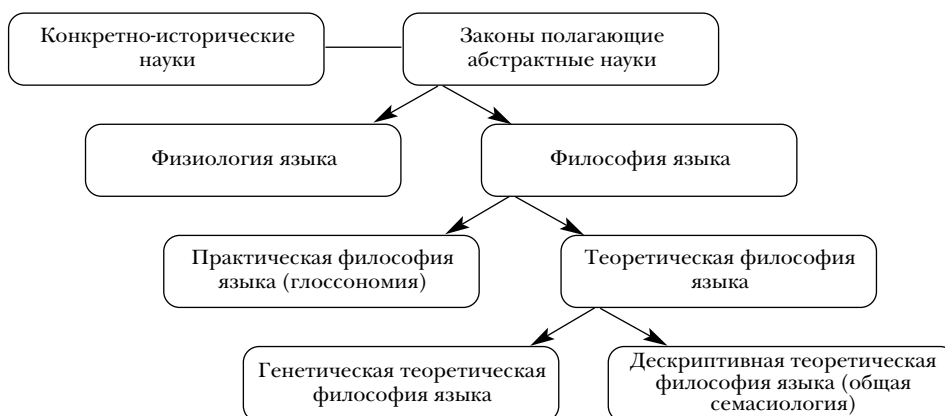 Конкретно-исторические
науки
Законы полагающие
абстрактные науки
Физиология языка
Философия языка
Практическая философия
языка (глоссономия)
Теоретическая философия
языка
Генетическая теоретическая
философия языка
Дескриптивная теоретическая
философия языка (общая
семасиология)